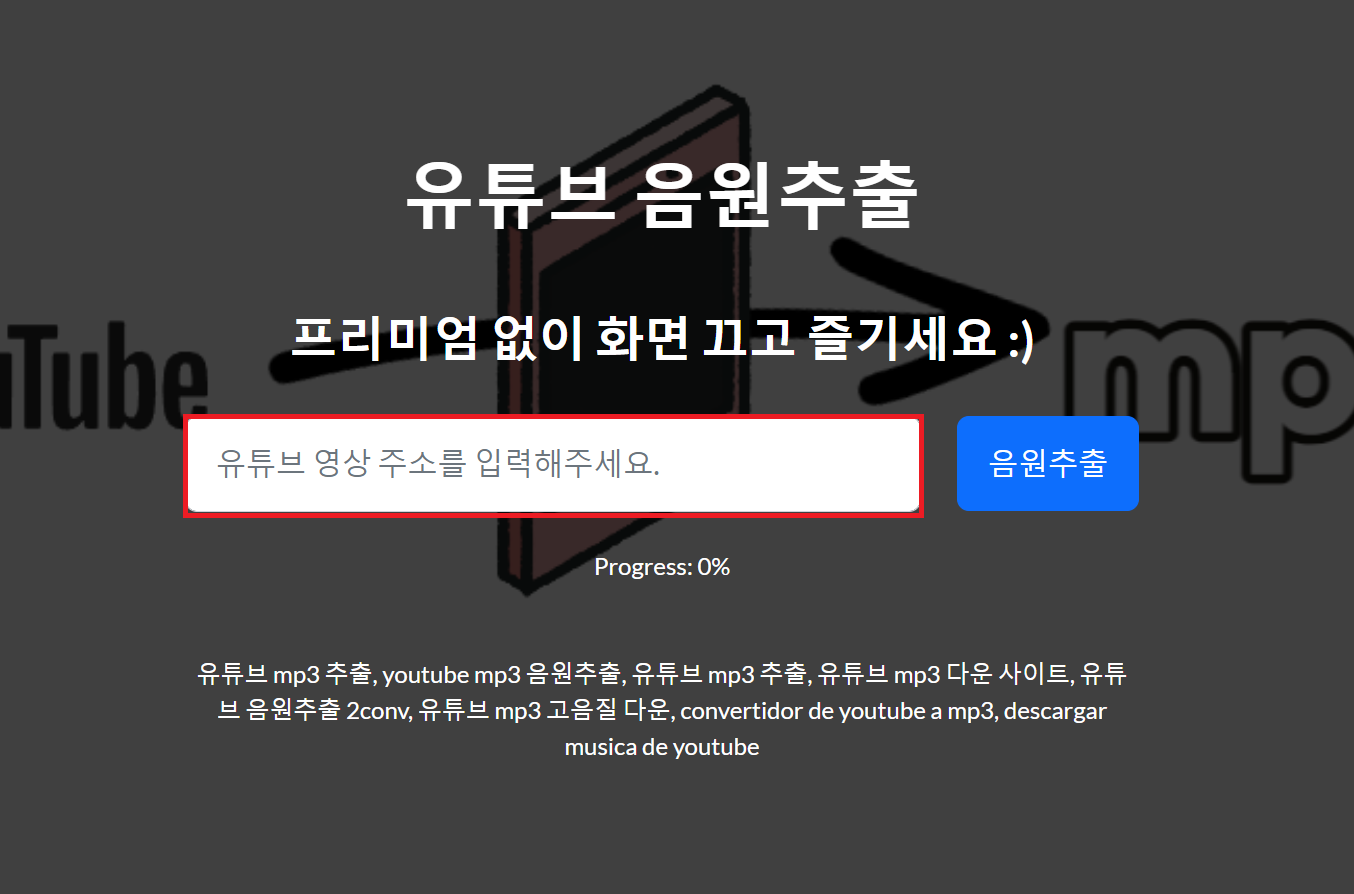 유튜브 음원추출
프리미엄 없이 화면 끄고 즐기세요 :)
uTube
mp
유튜브 영상 주소를 입력해주세요.
음원추출
Progress: 0%
유튜브 mp3 추출, youtube mp3 음원추출, 유튜브 mp3 추출, 유튜브 mp3 다운 사이트, 유튜
브 음원추출 2conv, 유튜브 mp3 고음질 다운, convertidor de youtube a mp3, descargar
musica de youtube